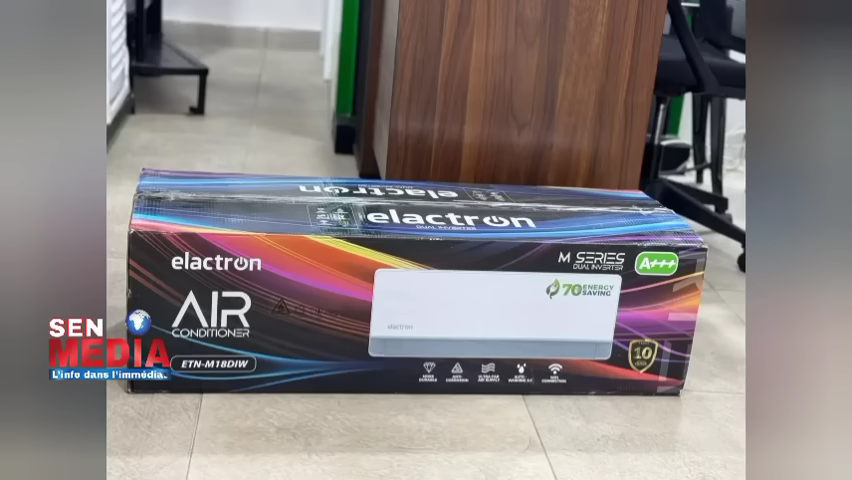 elactron
elactron
DUAL INVERTER
elactron
M SERIES
DUAL INVERTER
A+++
AIR
CONDITIONER
70 ENERGY
SAVING
elactron
10
ETN-M18DIW
SEN
MEDIA
L'info dans l'immédiat